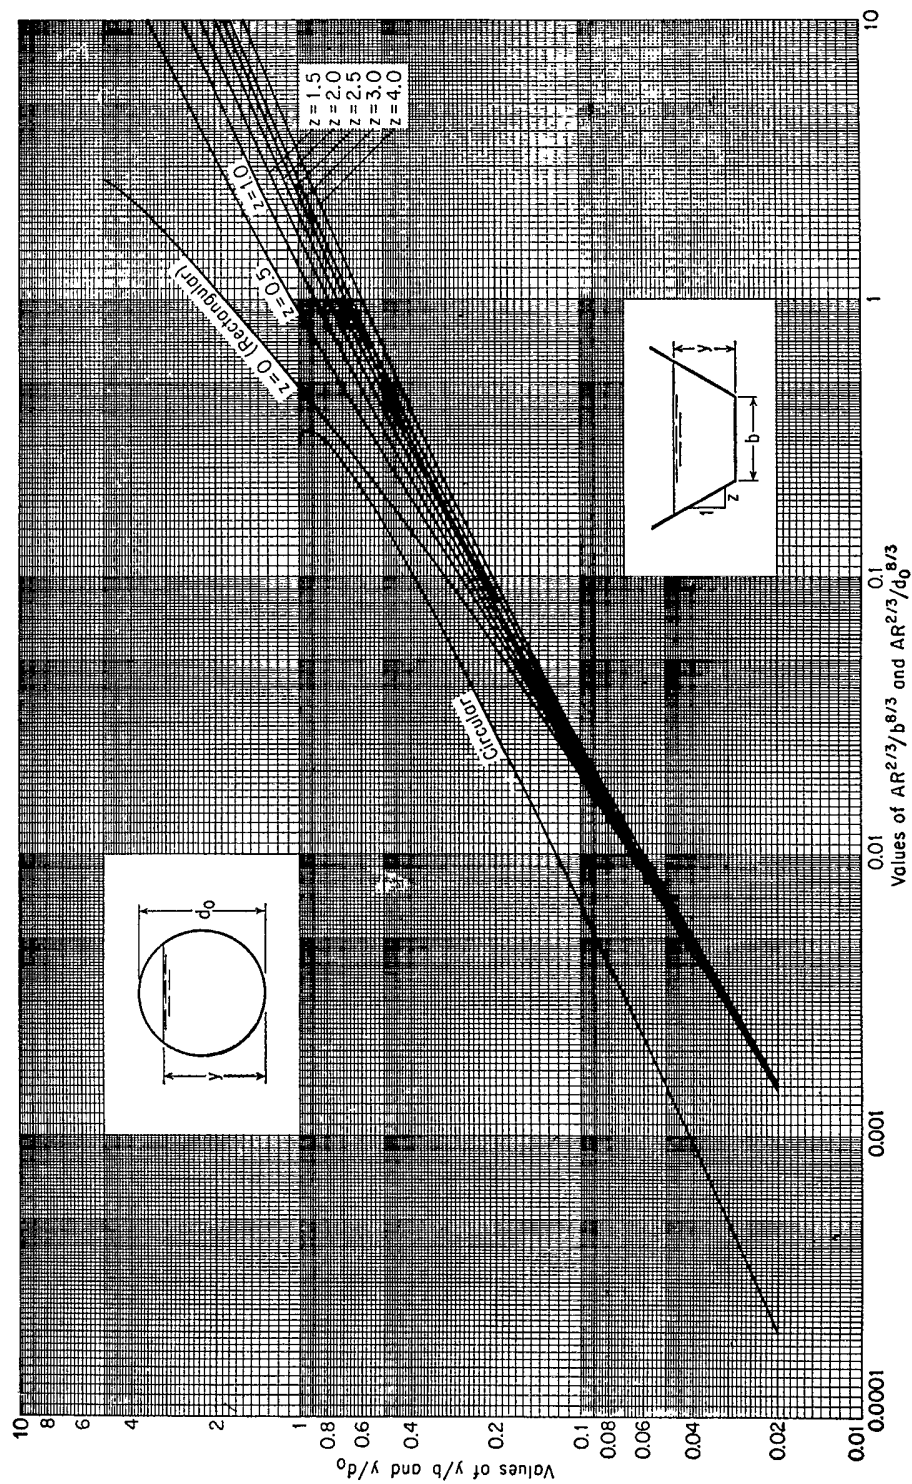 Values of y/b and y/d₀
10
8
6
4
2
1
0.8
0.6
0.4
0.2
0.1
0.08
0.06
0.04
0.02
0.01
0.0001
0.001
0.01
0.1
1
10
Values of AR^2/3/b^8/3 and AR^2/3/d₀^8/3
y
d₀
Circular
z=0 (Rectangular)
z=0.5
z=1.0
z=1.5
z=2.0
z=2.5
z=3.0
z=4.0
1
z
b
y